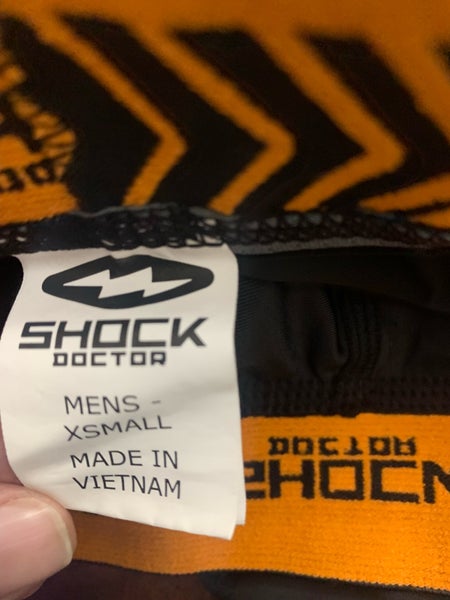 SHOCK
DOCTOR
MENS -
XSMALL
MADE IN
VIETNAM
DOCTOR
SHOCK